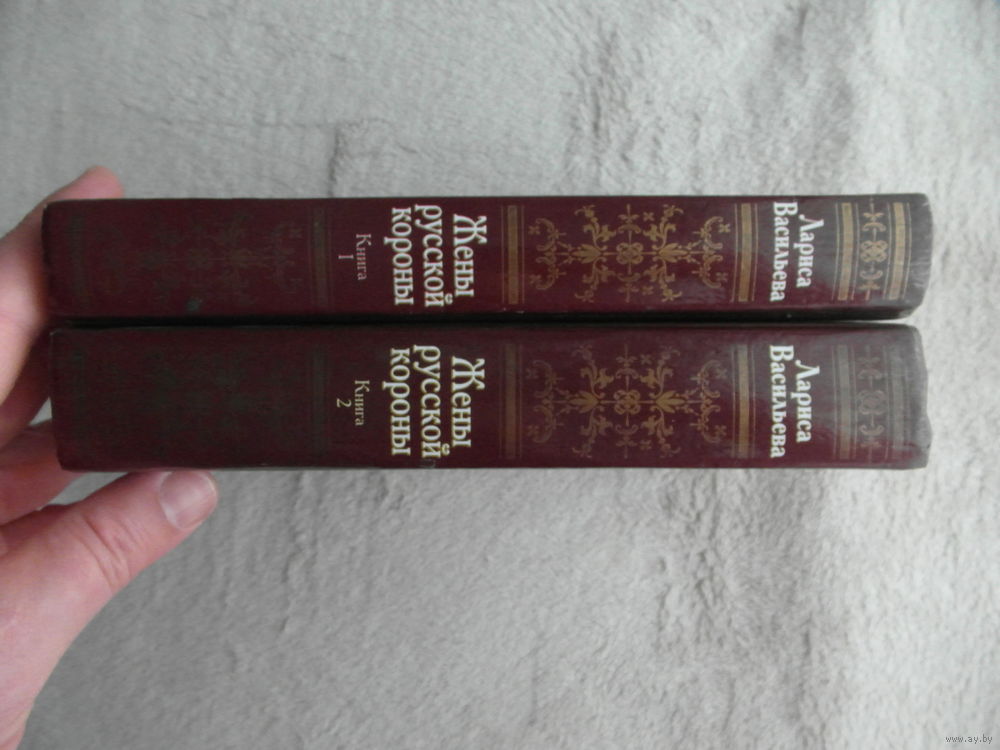 Лариса
Васильева
Жены
русской
короны
Книга
1
Лариса
Васильева
Жены
русской
короны
Книга
2
www.ay.by